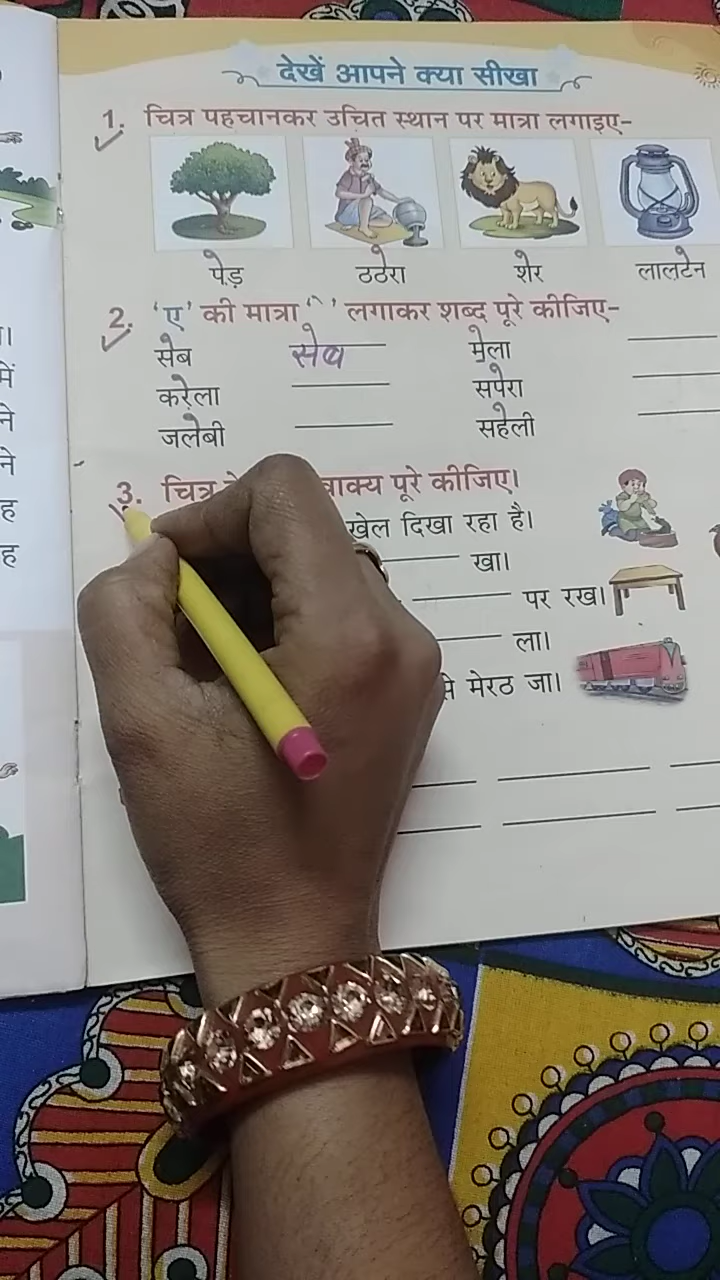 देखें आपने क्या सीखा
1. चित्र पहचानकर उचित स्थान पर मात्रा लगाइए-
पेड़ ठठेरा शेर लालटेन
2. 'ए' की मात्रा 'े' लगाकर शब्द पूरे कीजिए-
सेब सेब मेला
करेला सपेरा
जलेबी सहेली
3. चित्र वाक्य पूरे कीजिए।
खेल दिखा रहा है।
खा।
पर रख।
ला।
मेरठ जा।